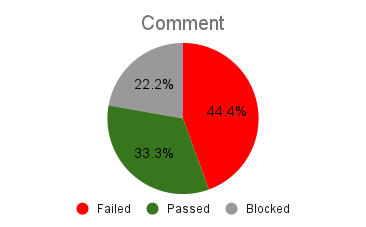 Comment
22.2%
44.4%
33.3%
Failed Passed Blocked